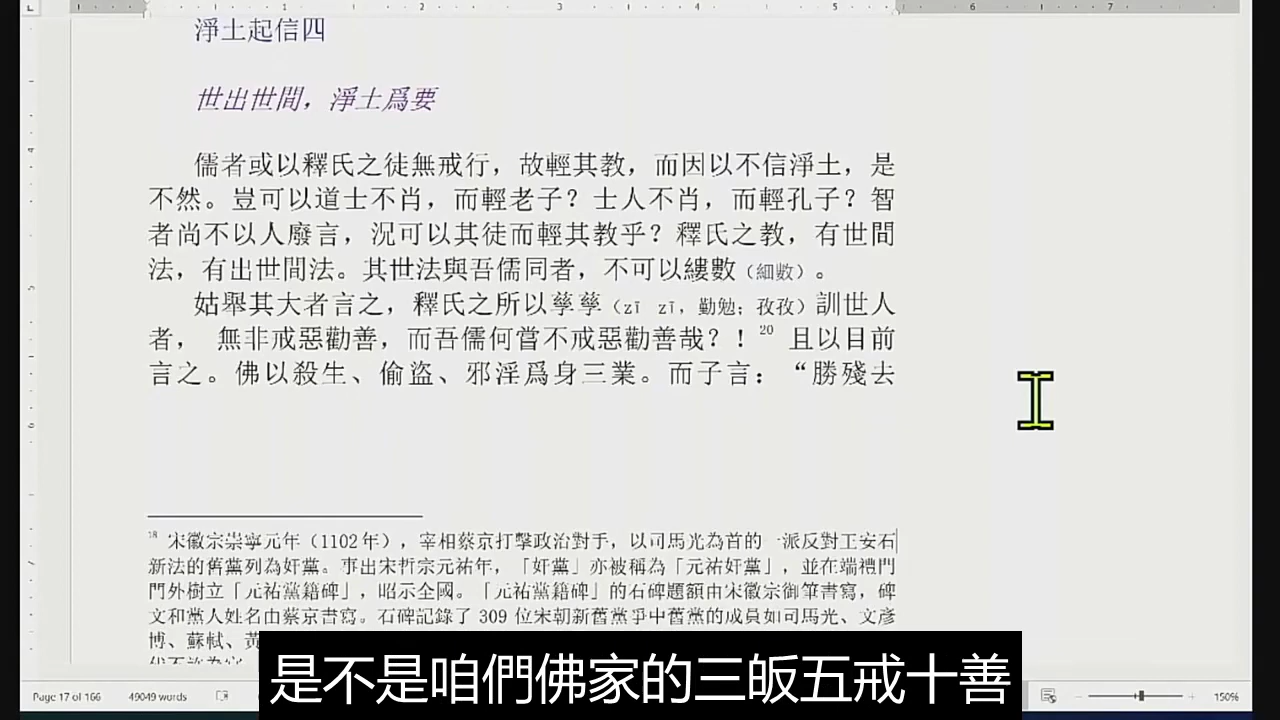 淨土起信四
世出世間，淨土爲要
儒者或以釋氏之徒無戒行，故輕其教，而因以不信淨土，是
不然。豈可以道士不肖，而輕老子？士人不肖，而輕孔子？智
者尚不以人廢言，況可以其徒而輕其教乎？釋氏之教，有世間
法，有出世間法。其世法與吾儒同者，不可以縷數（細數）。
姑舉其大者言之，釋氏之所以孳孳（zī zī，勤勉；孜孜）訓世人
者， 無非戒惡勸善，而吾儒何嘗不戒惡勸善哉？！20 且以目前
言之。佛以殺生、偷盜、邪淫爲身三業。而子言：“勝殘去
18 宋徽宗崇寧元年（1102年），宰相蔡京打擊政治對手，以司馬光為首的一派反對王安石
新法的舊黨列為奸黨。事出宋哲宗元祐年，「奸黨」亦被稱為「元祐奸黨」，並在端禮門
門外樹立「元祐黨籍碑」，昭示全國。「元祐黨籍碑」的石碑題額由宋徽宗御筆書寫，碑
文和黨人姓名由蔡京書寫。石碑記錄了 309 位宋朝新舊黨爭中舊黨的成員如司馬光、文彥
博、蘇軾、黃
是不是咱們佛家的三皈五戒十善
Page 17 of 166 49049 words 150%